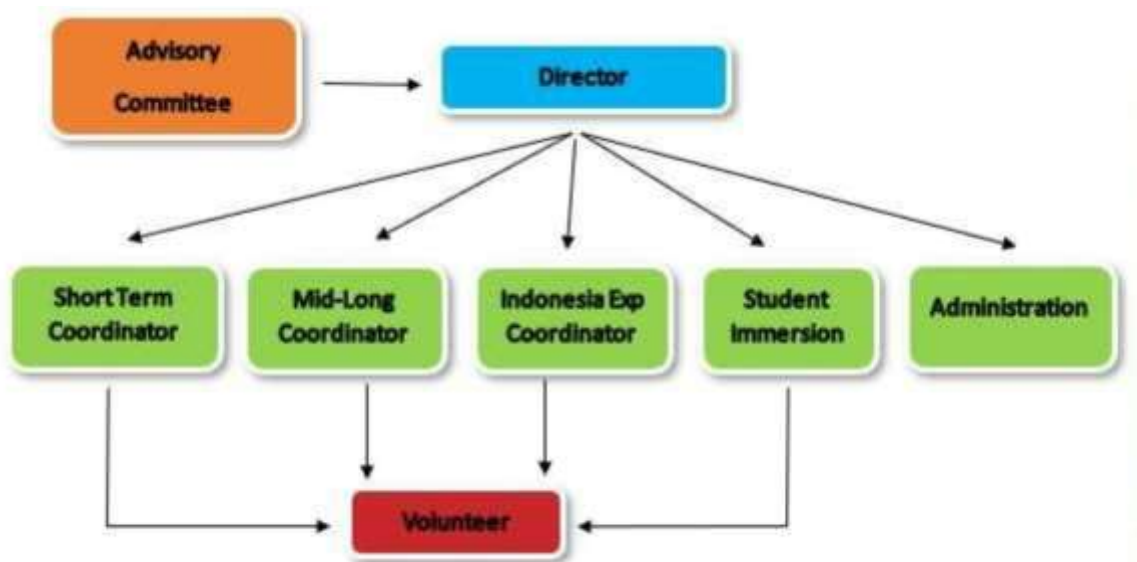 Advisory
Committee
Director
Short Term
Coordinator
Mid-Long
Coordinator
Indonesia Exp
Coordinator
Student
Immersion
Administration
Volunteer